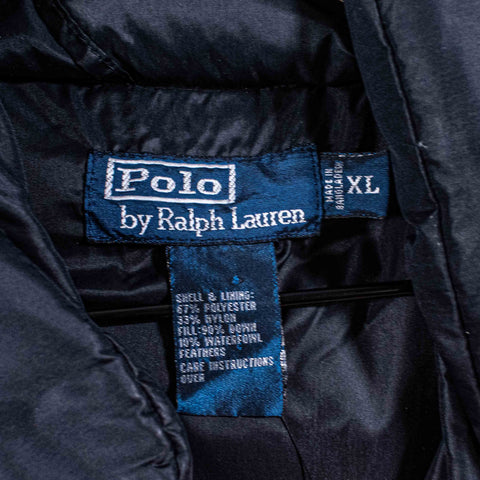 Polo
by Ralph Lauren
MADE IN
BANGLADESH
XL
SHELL & LINING:
67% POLYESTER
33% NYLON
FILL: 90% DOWN
10% WATERFOWL
FEATHERS
CARE INSTRUCTIONS
OVER